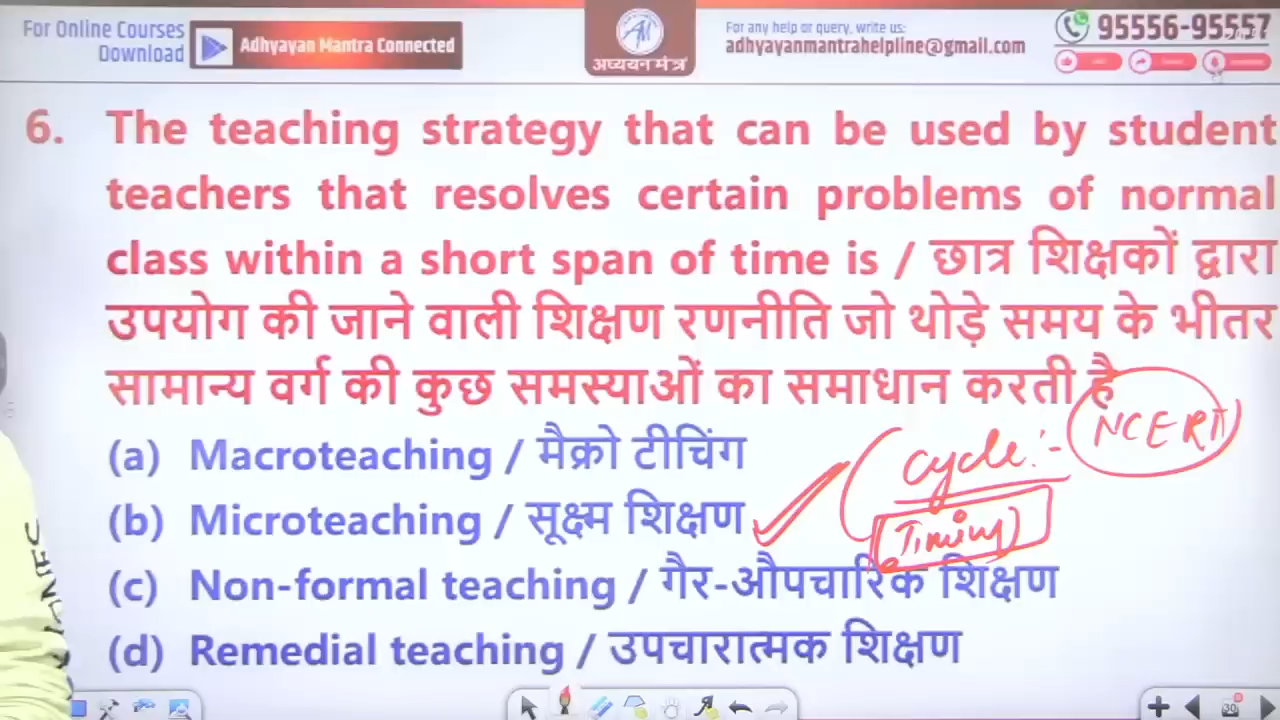 For Online Courses
Download
Adhyayan Mantra Connected
अध्ययन मंत्र
For any help or query, write us:
adhyayanmantrahelpline@gmail.com
95556-95557
6. The teaching strategy that can be used by student
teachers that resolves certain problems of normal
class within a short span of time is / छात्र शिक्षकों द्वारा
उपयोग की जाने वाली शिक्षण रणनीति जो थोड़े समय के भीतर
सामान्य वर्ग की कुछ समस्याओं का समाधान करती है
(a) Macroteaching / मैक्रो टीचिंग
(b) Microteaching / सूक्ष्म शिक्षण
(c) Non-formal teaching / गैर-औपचारिक शिक्षण
(d) Remedial teaching / उपचारात्मक शिक्षण
Cycle:-
NCERT
Timing
30